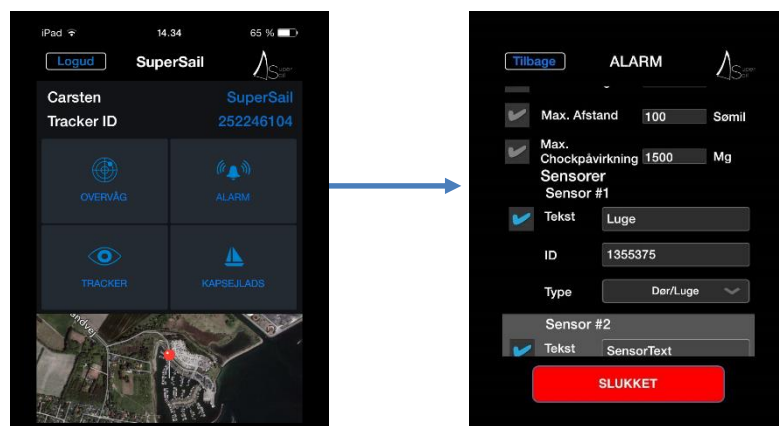 iPad 14.34 65 %
Logud SuperSail
Carsten SuperSail
Tracker ID 252246104
OVERVÅG ALARM
TRACKER KAPSEJLADS
Tilbage ALARM
Max. Afstand 100 Sømil
Max.
Chockpåvirkning 1500 Mg
Sensorer
Sensor #1
Tekst Luge
ID 1355375
Type Dør/Luge
Sensor #2
Tekst SensorText
SLUKKET